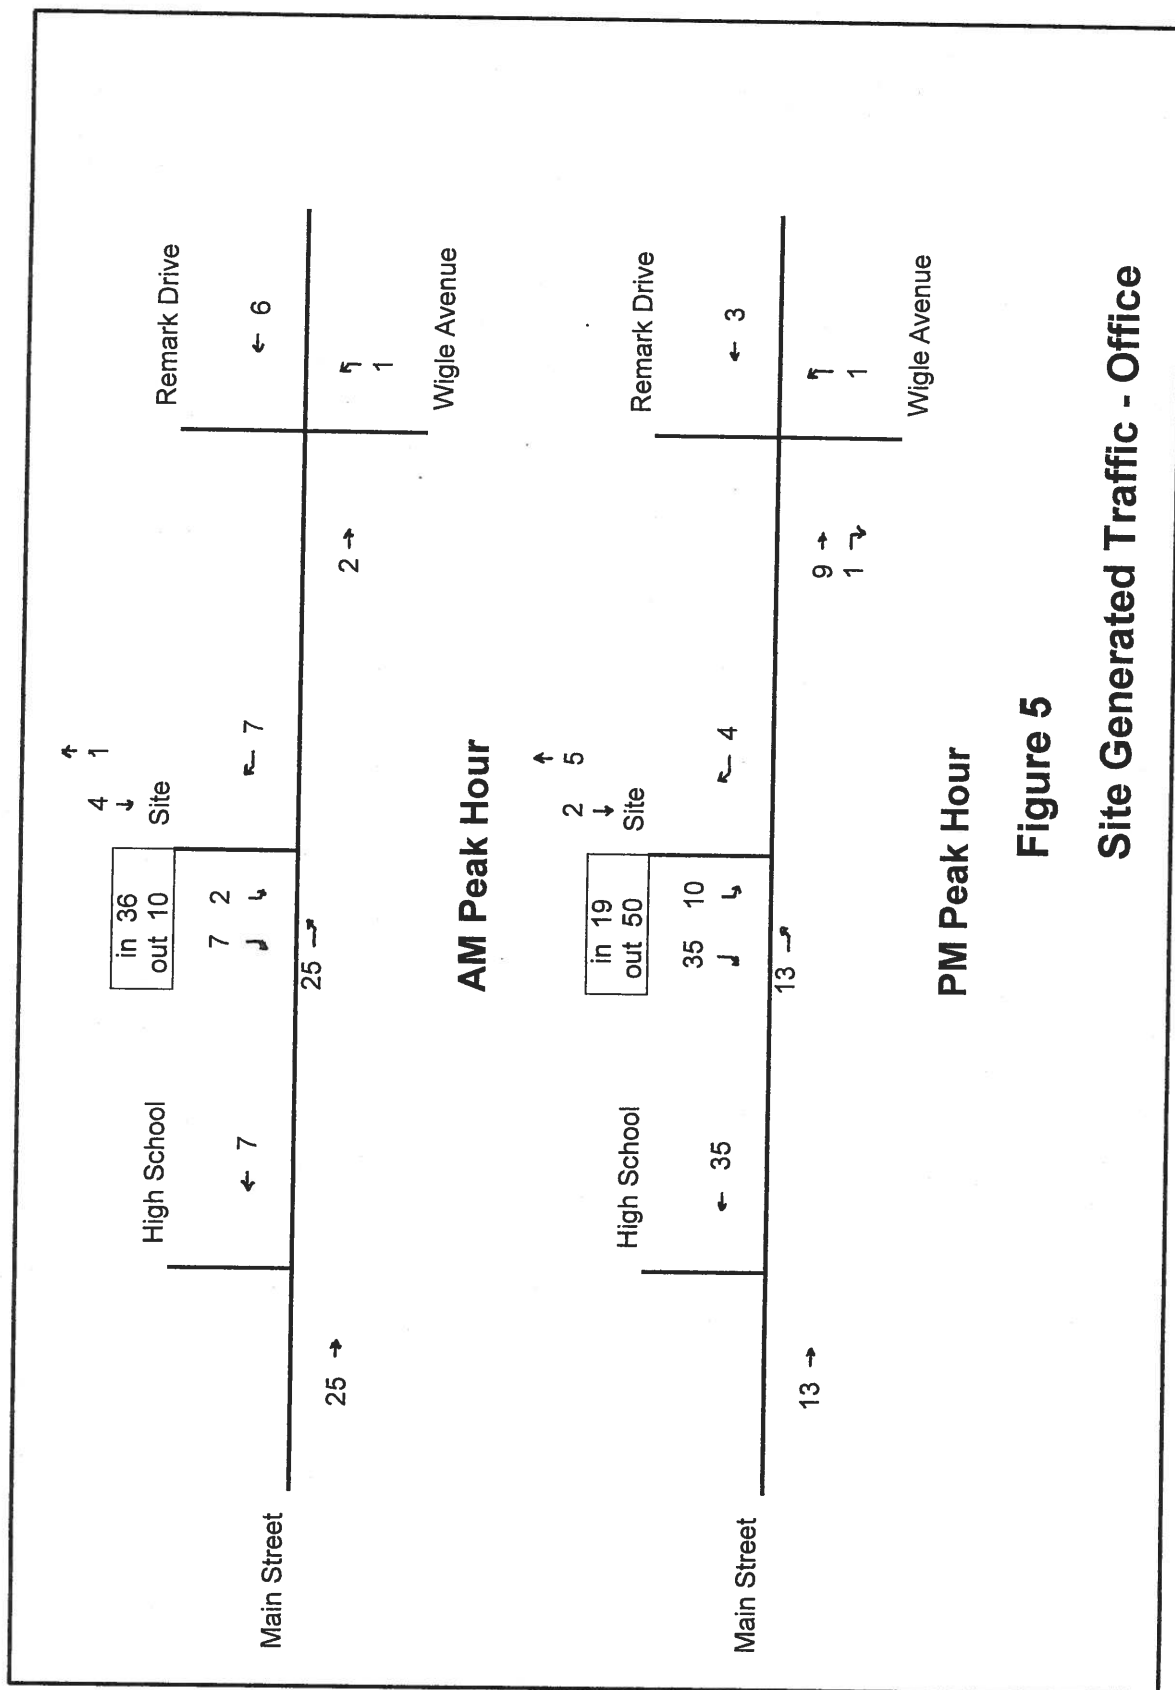 4 1
in 36
out 10
Site
High School
Remark Drive
7 2
7
7
6
Main Street
25
25
2
1
Wigle Avenue
AM Peak Hour
2 5
in 19
out 50
Site
High School
Remark Drive
35 10
35
4
3
Main Street
13
13
9
1
1
Wigle Avenue
PM Peak Hour
Figure 5
Site Generated Traffic - Office